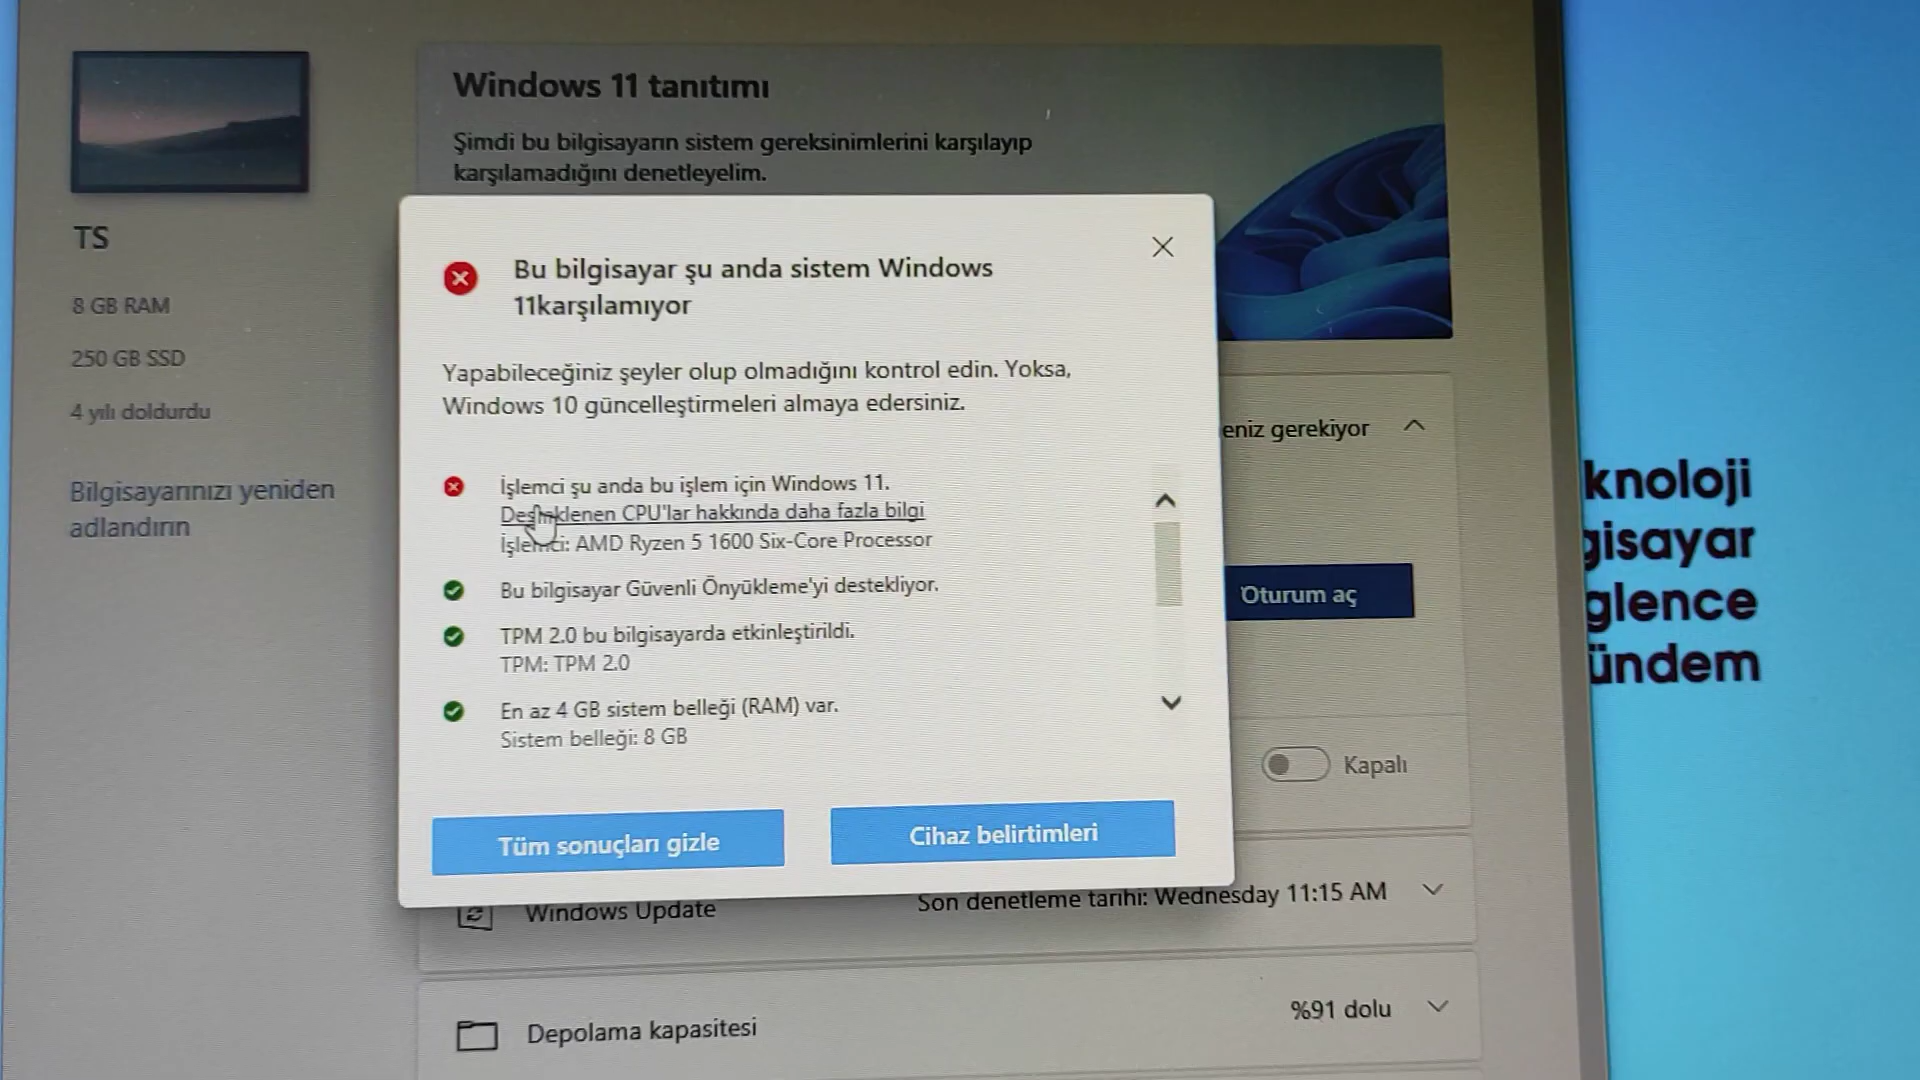 Windows 11 tanıtımı
Şimdi bu bilgisayarın sistem gereksinimlerini karşılayıp
karşılamadığını denetleyelim.
TS
8 GB RAM
250 GB SSD
4 yılı doldurdu
Bilgisayarınızı yeniden
adlandırın
Bu bilgisayar şu anda sistem Windows
11karşılamıyor
Yapabileceğiniz şeyler olup olmadığını kontrol edin. Yoksa,
Windows 10 güncelleştirmeleri almaya edersiniz.
İşlemci şu anda bu işlem için Windows 11.
Desteklenen CPU'lar hakkında daha fazla bilgi
İşlemci: AMD Ryzen 5 1600 Six-Core Processor
Bu bilgisayar Güvenli Önyükleme'yi destekliyor.
TPM 2.0 bu bilgisayarda etkinleştirildi.
TPM: TPM 2.0
En az 4 GB sistem belleği (RAM) var.
Sistem belleği: 8 GB
Tüm sonuçları gizle
Cihaz belirtimleri
eniz gerekiyor
Oturum aç
Kapalı
Windows Update
Son denetleme tarihi: Wednesday 11:15 AM
Depolama kapasitesi
%91 dolu
knoloji
gisayar
glence
ündem